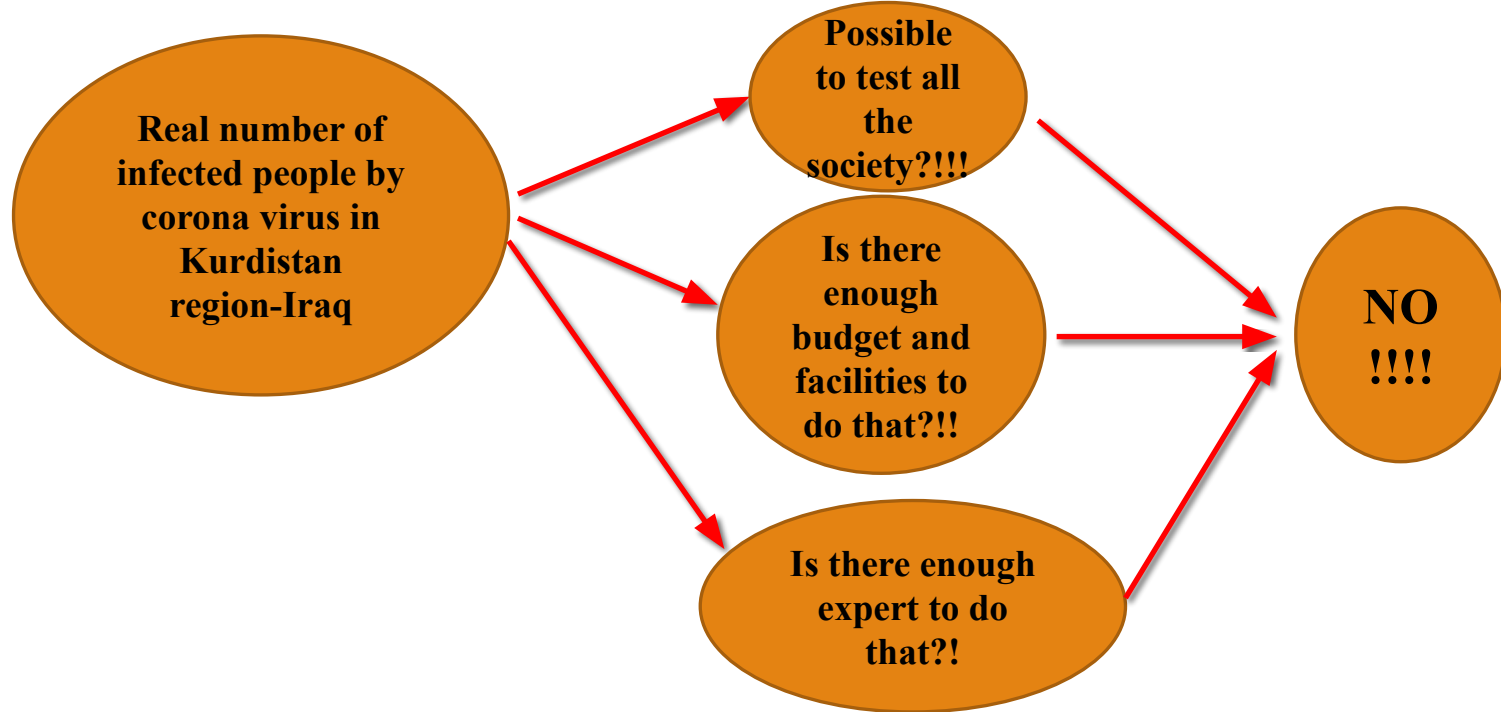 Real number of
infected people by
corona virus in
Kurdistan
region-Iraq
Possible
to test all
the
society?!!!
Is there
enough
budget and
facilities to
do that?!!
Is there enough
expert to do
that?!
NO
!!!!